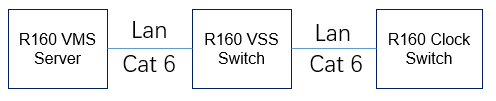 R160 VMS
Server
Lan
Cat 6
R160 VSS
Switch
Lan
Cat 6
R160 Clock
Switch